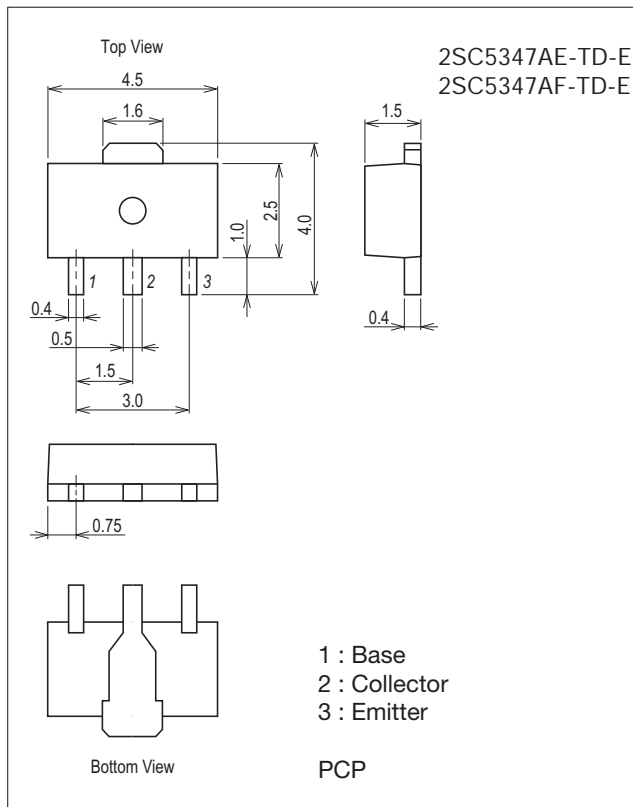 Top View
2SC5347AE-TD-E
2SC5347AF-TD-E
4.5
1.6
1.5
2.5
4.0
1.0
1
2
3
0.4
0.4
0.5
1.5
3.0
0.75
1 : Base
2 : Collector
3 : Emitter
Bottom View
PCP